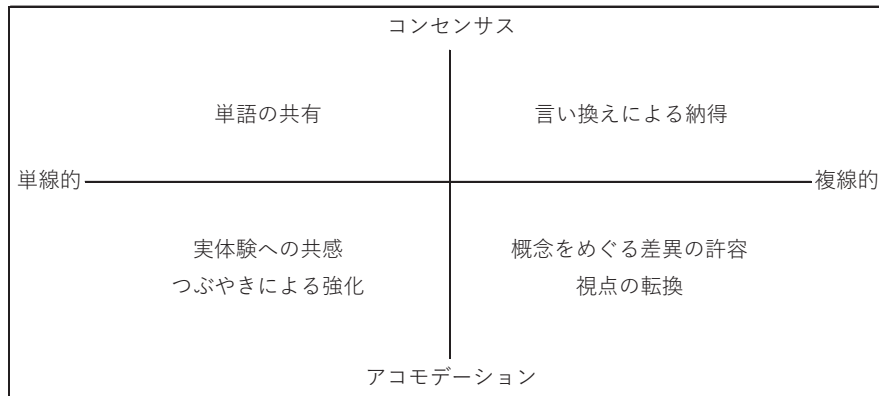 コンセンサス
単語の共有
言い換えによる納得
単線的
複線的
実体験への共感
つぶやきによる強化
概念をめぐる差異の許容
視点の転換
アコモデーション